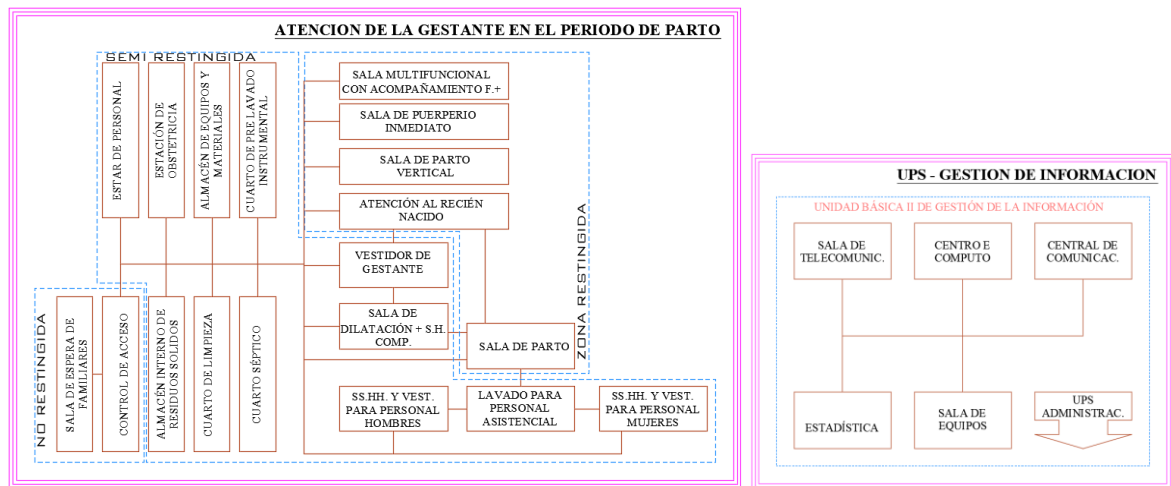 ATENCION DE LA GESTANTE EN EL PERIODO DE PARTO
SEMI RESTINGIDA
ESTAR DE PERSONAL
ESTACIÓN DE
OBSTETRICIA
ALMACÉN DE EQUIPOS Y
MATERIALES
CUARTO DE PRE LAVADO
INSTRUMENTAL
SALA MULTIFUNCIONAL
CON ACOMPAÑAMIENTO F.+
SALA DE PUERPERIO
INMEDIATO
SALA DE PARTO
VERTICAL
ATENCIÓN AL RECIÉN
NACIDO
VESTIDOR DE
GESTANTE
SALA DE
DILATACIÓN + S.H.
COMP.
SALA DE PARTO
ZONA RESTINGIDA
NO RESTINGIDA
SALA DE ESPERA DE
FAMILIARES
CONTROL DE ACCESO
ALMACÉN INTERNO DE
RESIDUOS SOLIDOS
CUARTO DE LIMPIEZA
CUARTO SÉPTICO
SS.HH. Y VEST.
PARA PERSONAL
HOMBRES
LAVADO PARA
PERSONAL
ASISTENCIAL
SS.HH. Y VEST.
PARA PERSONAL
MUJERES
UPS - GESTION DE INFORMACION
UNIDAD BÁSICA II DE GESTIÓN DE LA INFORMACIÓN
SALA DE
TELECOMUNIC.
CENTRO E
COMPUTO
CENTRAL DE
COMUNICAC.
ESTADÍSTICA
SALA DE
EQUIPOS
UPS
ADMINISTRAC.